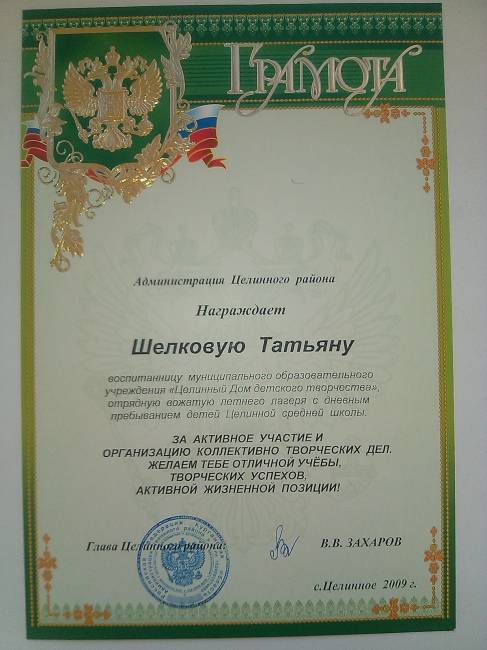 Грамота
Администрация Целинного района
Награждает
Шелковую Татьяну
воспитанницу муниципального образовательного
учреждения «Целинный Дом детского творчества»,
отрядную вожатую летнего лагеря с дневным
пребыванием детей Целинной средней школы.
ЗА АКТИВНОЕ УЧАСТИЕ И
ОРГАНИЗАЦИЮ КОЛЛЕКТИВНО ТВОРЧЕСКИХ ДЕЛ.
ЖЕЛАЕМ ТЕБЕ ОТЛИЧНОЙ УЧЁБЫ,
ТВОРЧЕСКИХ УСПЕХОВ,
АКТИВНОЙ ЖИЗНЕННОЙ ПОЗИЦИИ!
Глава Целинного района: В.В. ЗАХАРОВ
с.Целинное 2009 г.